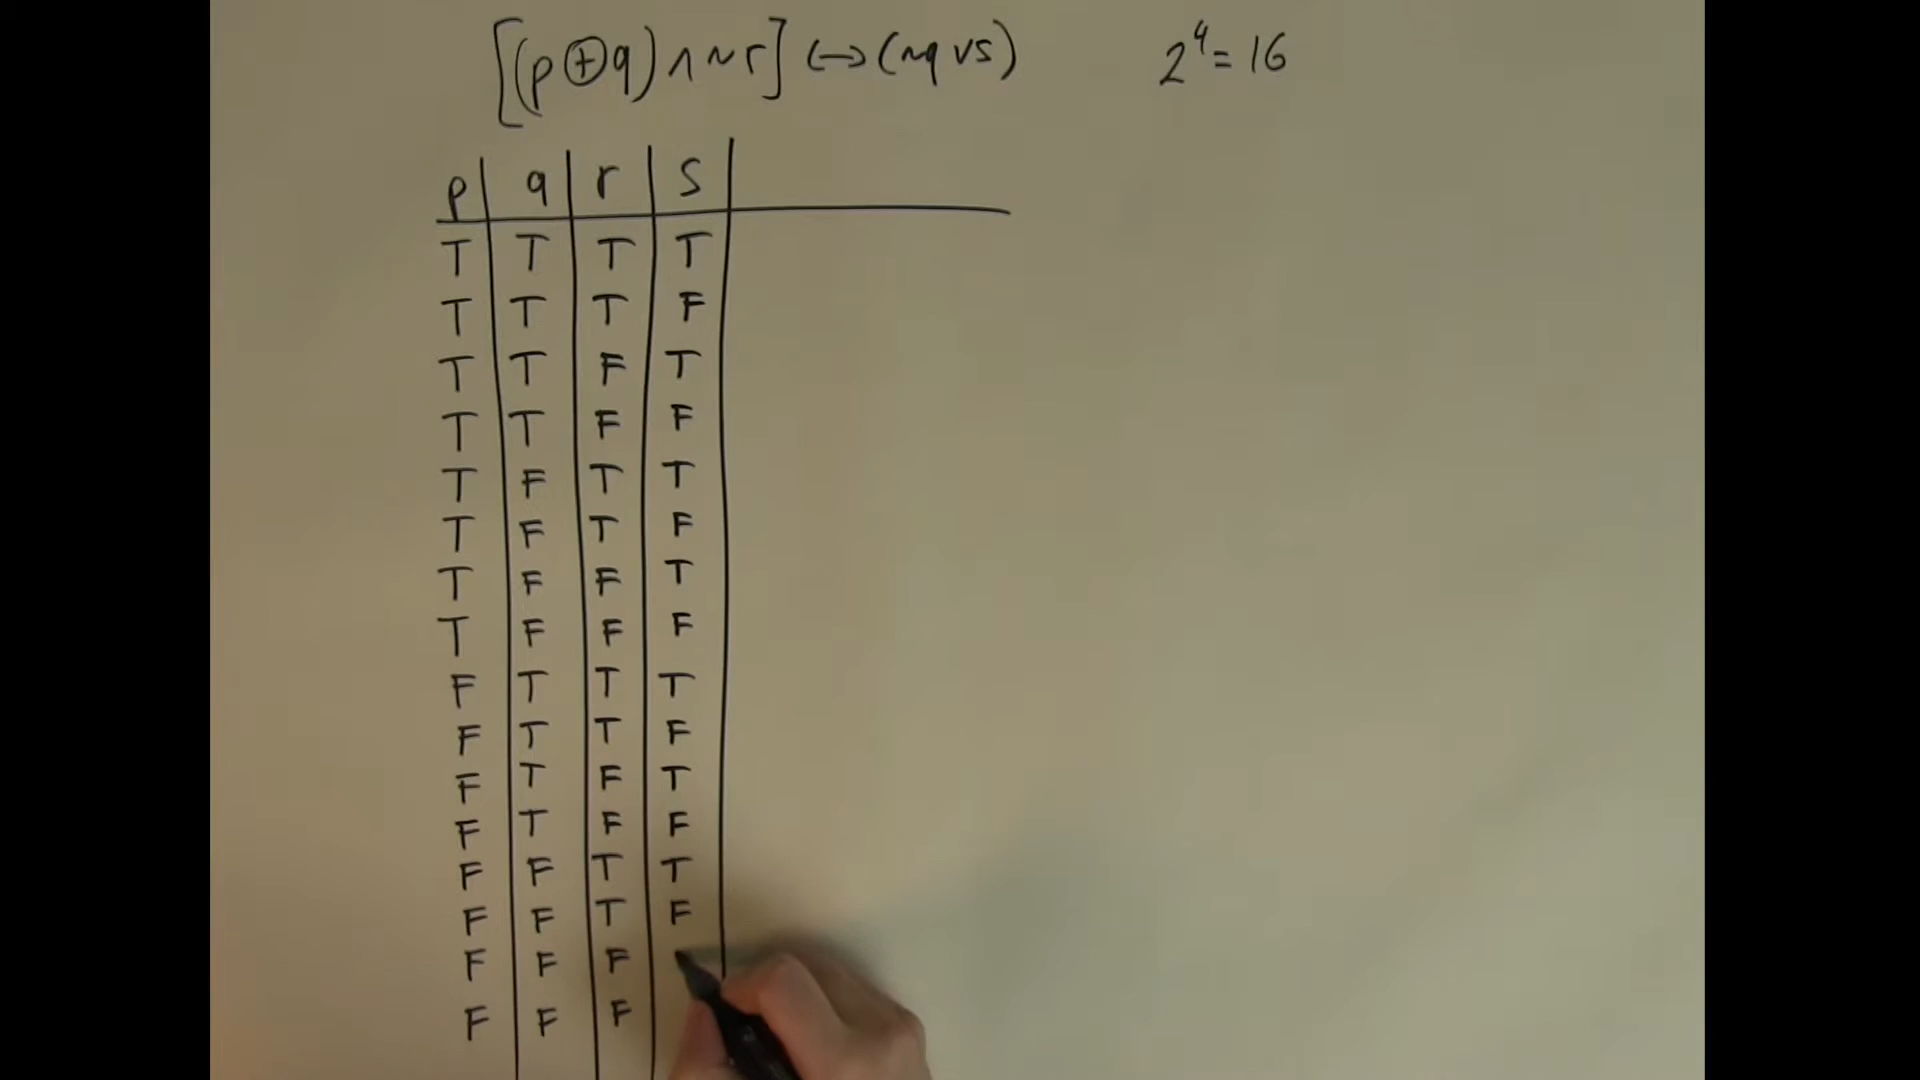 [(p ⊕ q) ∧ ~r] ↔ (~q ∨ s) 2⁴ = 16
p q r s
T T T T
T T T F
T T F T
T T F F
T F T T
T F T F
T F F T
T F F F
F T T T
F T T F
F T F T
F T F F
F F T T
F F T F
F F F
F F F